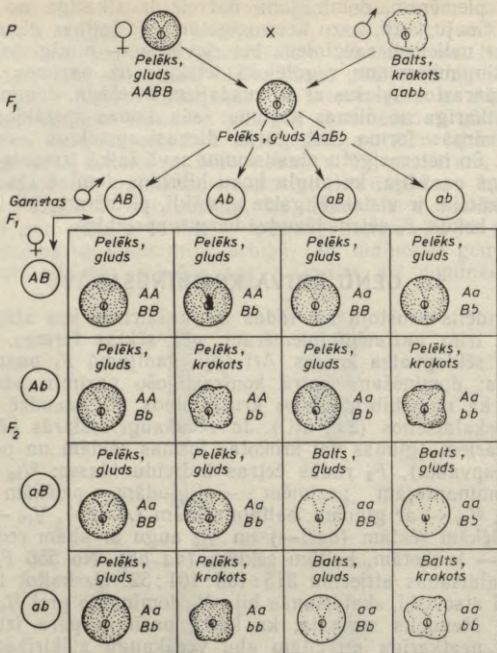 P
♀
x
♂
Pelēks,
gluds
AABB
Balts,
krokots
aabb
F₁
Pelēks, gluds AaBb
Gametas ♂
F₁
♀
AB Ab aB ab
Pelēks, gluds
Pelēks, gluds
Pelēks, gluds
Pelēks, gluds
AB
AA BB
AA Bb
Aa BB
Aa Bb
Pelēks, gluds
Pelēks, krokots
Pelēks, gluds
Pelēks, krokots
Ab
AA Bb
AA bb
Aa Bb
Aa bb
F₂
Pelēks, gluds
Pelēks, gluds
Balts, gluds
Balts, gluds
aB
Aa BB
Aa Bb
aa BB
aa Bb
Pelēks, gluds
Pelēks, krokots
Balts, gluds
Balts, krokots
ab
Aa Bb
Aa bb
aa Bb
aa bb